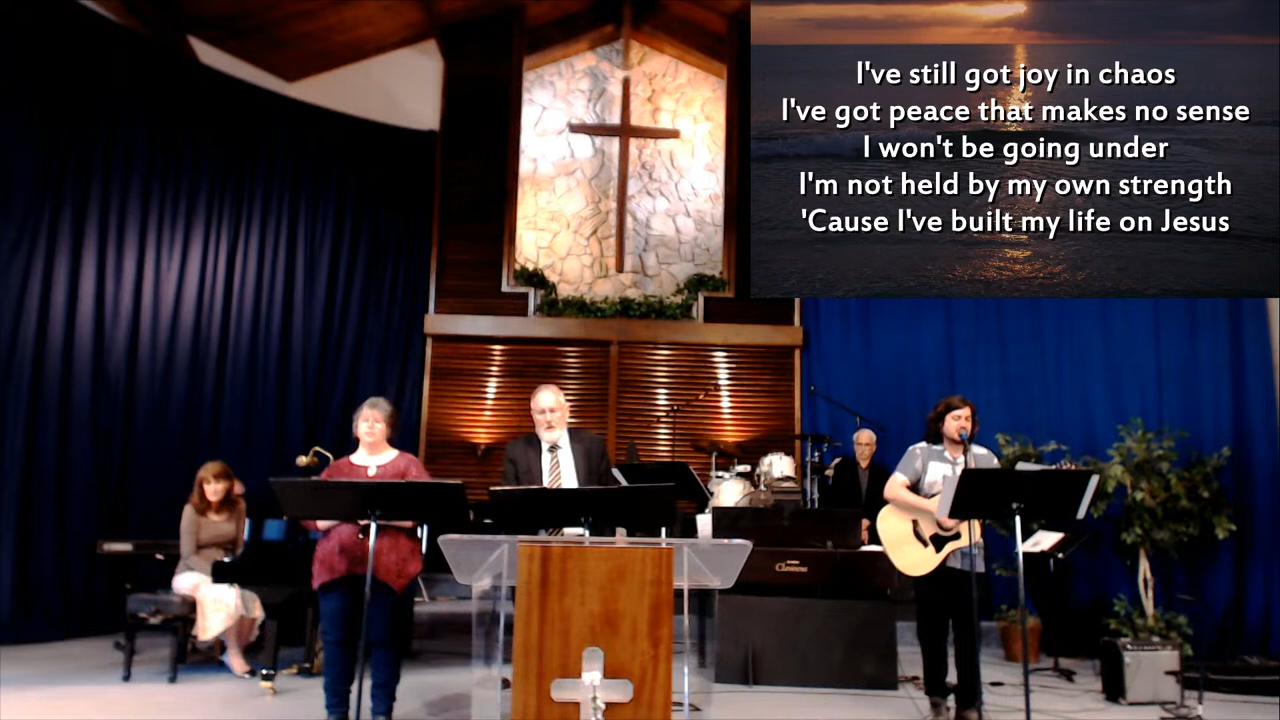 I've still got joy in chaos
I've got peace that makes no sense
I won't be going under
I'm not held by my own strength
'Cause I've built my life on Jesus
Clavinova